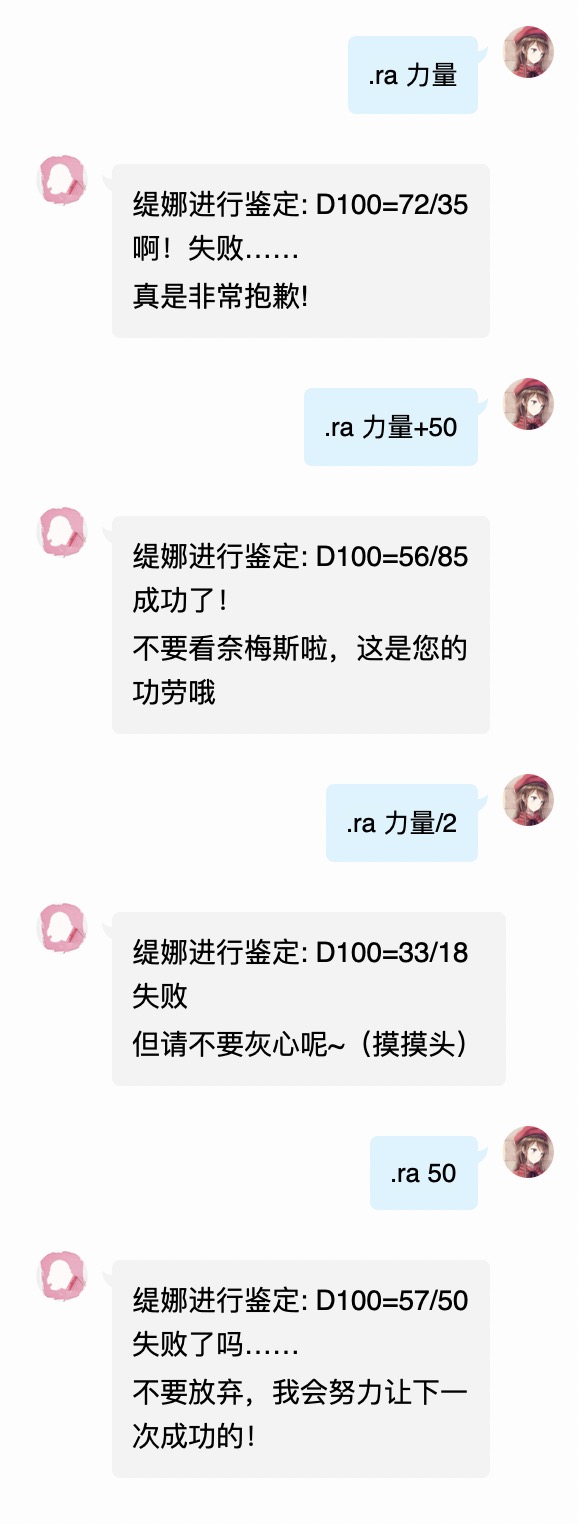 .ra 力量
缇娜进行鉴定: D100=72/35
啊！失败……
真是非常抱歉!
.ra 力量+50
缇娜进行鉴定: D100=56/85
成功了！
不要看奈梅斯啦，这是您的
功劳哦
.ra 力量/2
缇娜进行鉴定: D100=33/18
失败
但请不要灰心呢~（摸摸头）
.ra 50
缇娜进行鉴定: D100=57/50
失败了吗……
不要放弃，我会努力让下一
次成功的！